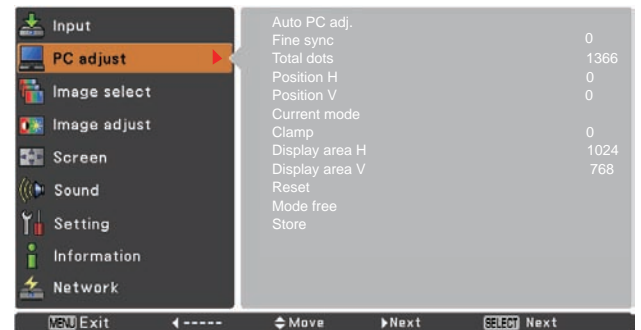 Input
PC adjust
Image select
Image adjust
Screen
Sound
Setting
Information
Network
Auto PC adj.
Fine sync 0
Total dots 1366
Position H 0
Position V 0
Current mode
Clamp 0
Display area H 1024
Display area V 768
Reset
Mode free
Store
MENU Exit ----- Move Next SELECT Next